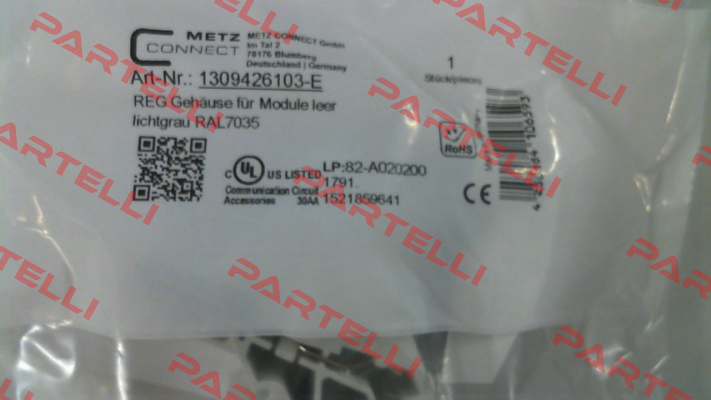 METZ CONNECT
METZ CONNECT GmbH
Im Tal 2
78176 Blumberg
Deutschland | Germany
Art-Nr.: 1309426103-E
REG Gehäuse für Module leer
lichtgrau RAL7035
1
Stück/pieces
RoHS
C UL US LISTED
Communication Circuit
Accessories 30AA
LP:82-A020200
1791.
1521859641
CE
PARTELLI
PARTELLI
PARTELLI
PARTELLI
PARTELLI
PARTELLI
PARTELLI
PARTELLI
PARTELLI